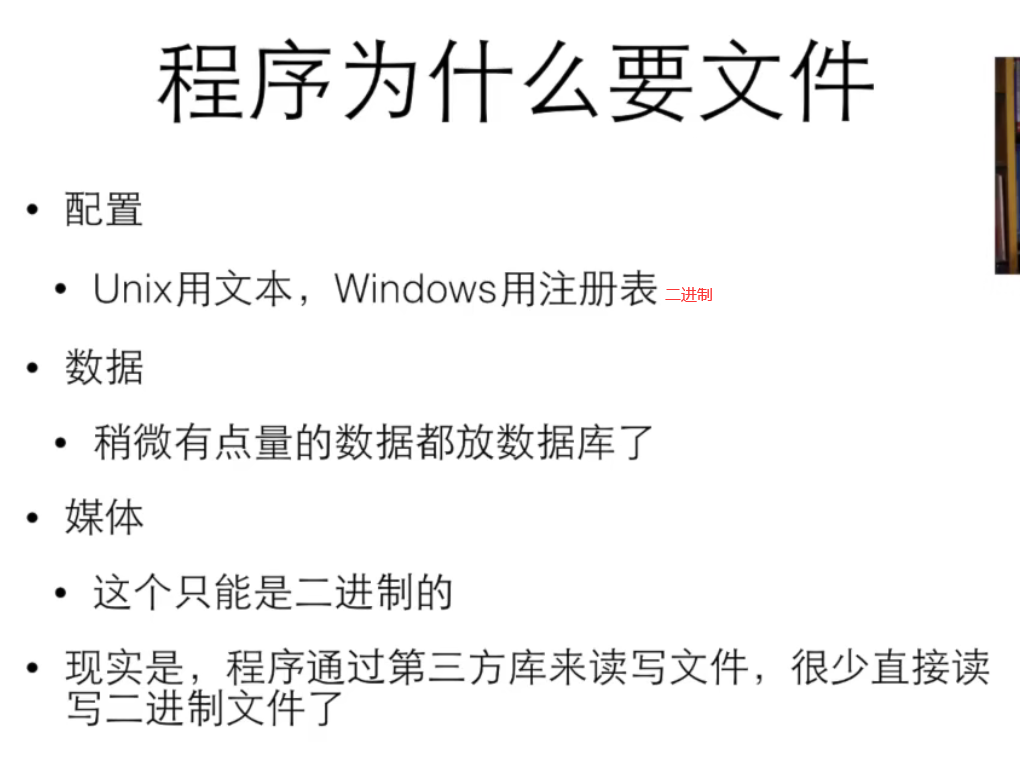 程序为什么要文件
• 配置
• Unix用文本，Windows用注册表 二进制
• 数据
• 稍微有点量的数据都放数据库了
• 媒体
• 这个只能是二进制的
• 现实是，程序通过第三方库来读写文件，很少直接读
写二进制文件了